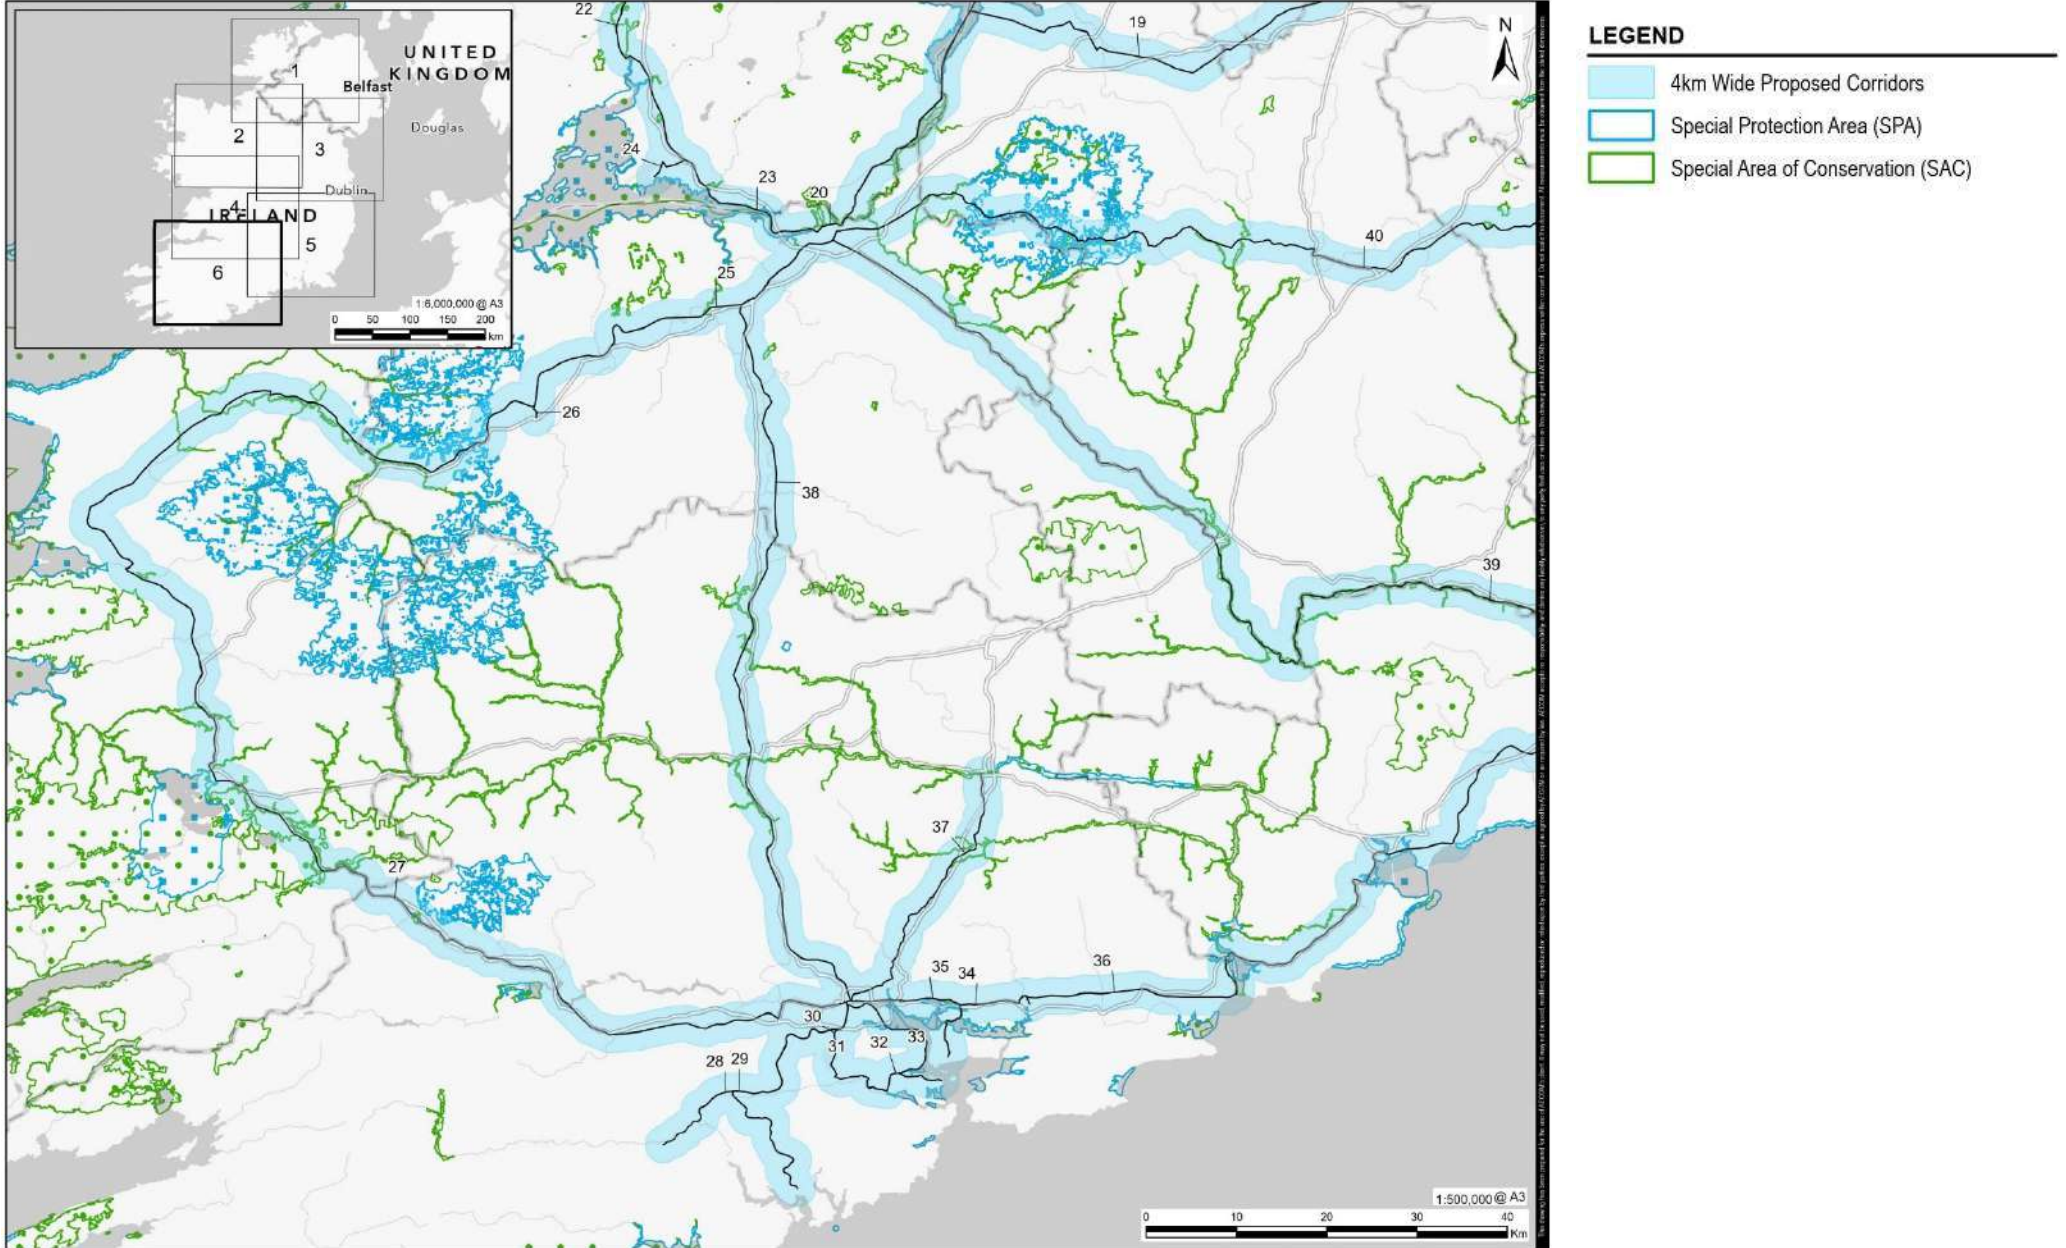 UNITED
KINGDOM
Belfast
Douglas
Dublin
IRELAND
1
2
3
4
5
6
1:6,000,000 @ A3
0 50 100 150 200
km
N
22
19
24
23
20
25
40
26
38
39
37
27
35
34
36
30
31
32
33
28
29
1:500,000 @ A3
0 10 20 30 40
Km
LEGEND
4km Wide Proposed Corridors
Special Protection Area (SPA)
Special Area of Conservation (SAC)